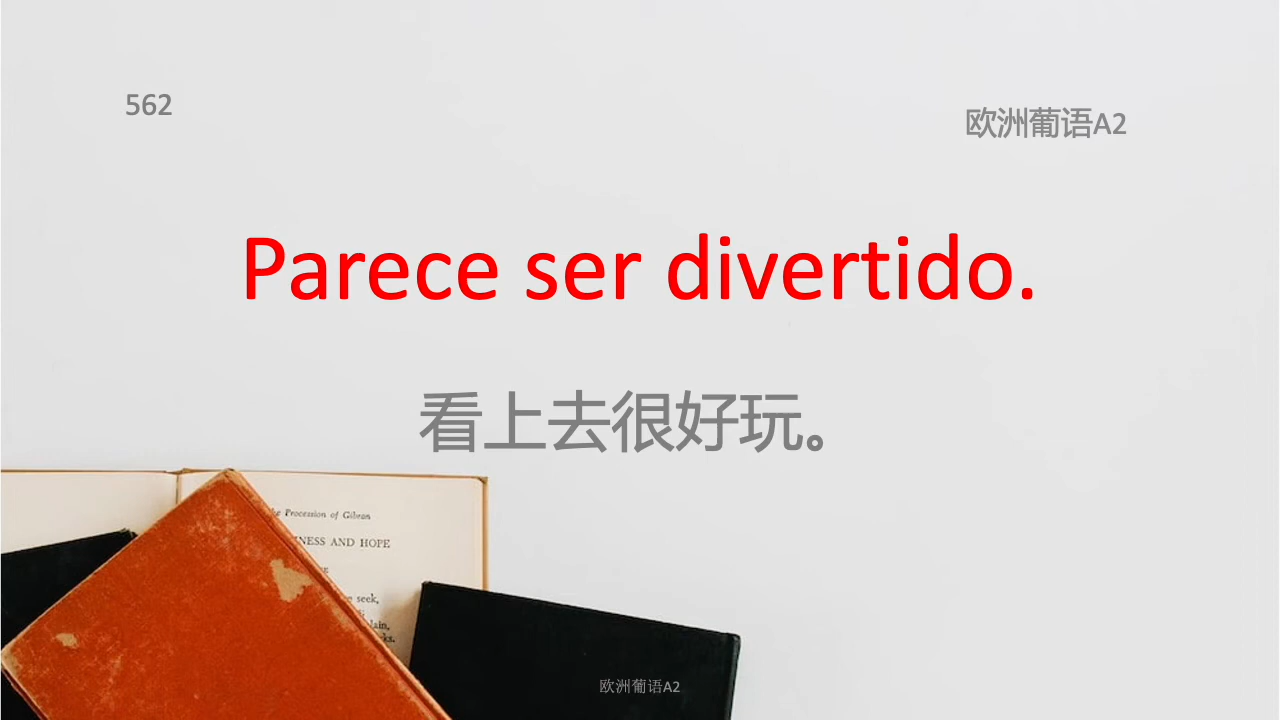 562
欧洲葡语A2
Parece ser divertido.
看上去很好玩。
Procession of Gibran
AND HOPE
seek,
欧洲葡语A2